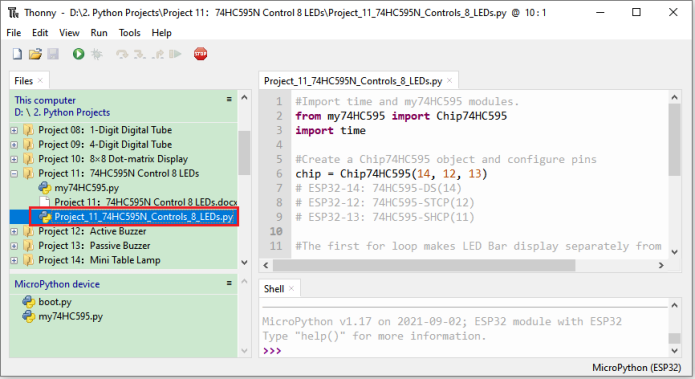 Thonny - D:\2. Python Projects\Project 11: 74HC595N Control 8 LEDs\Project_11_74HC595N_Controls_8_LEDs.py @ 10 : 1
File Edit View Run Tools Help
STOP
Files ×
This computer
D: \ 2. Python Projects
Project 08: 1-Digit Digital Tube
Project 09: 4-Digit Digital Tube
Project 10: 8×8 Dot-matrix Display
Project 11: 74HC595N Control 8 LEDs
my74HC595.py
Project 11: 74HC595N Control 8 LEDs.docx
Project_11_74HC595N_Controls_8_LEDs.py
Project 12: Active Buzzer
Project 13: Passive Buzzer
Project 14: Mini Table Lamp
MicroPython device
boot.py
my74HC595.py
Project_11_74HC595N_Controls_8_LEDs.py ×
1 #Import time and my74HC595 modules.
2 from my74HC595 import Chip74HC595
3 import time
4
5 #Create a Chip74HC595 object and configure pins
6 chip = Chip74HC595(14, 12, 13)
7 # ESP32-14: 74HC595-DS(14)
8 # ESP32-12: 74HC595-STCP(12)
9 # ESP32-13: 74HC595-SHCP(11)
10
11 #The first for loop makes LED Bar display separately from
Shell ×
MicroPython v1.17 on 2021-09-02; ESP32 module with ESP32
Type "help()" for more information.
>>>
MicroPython (ESP32)